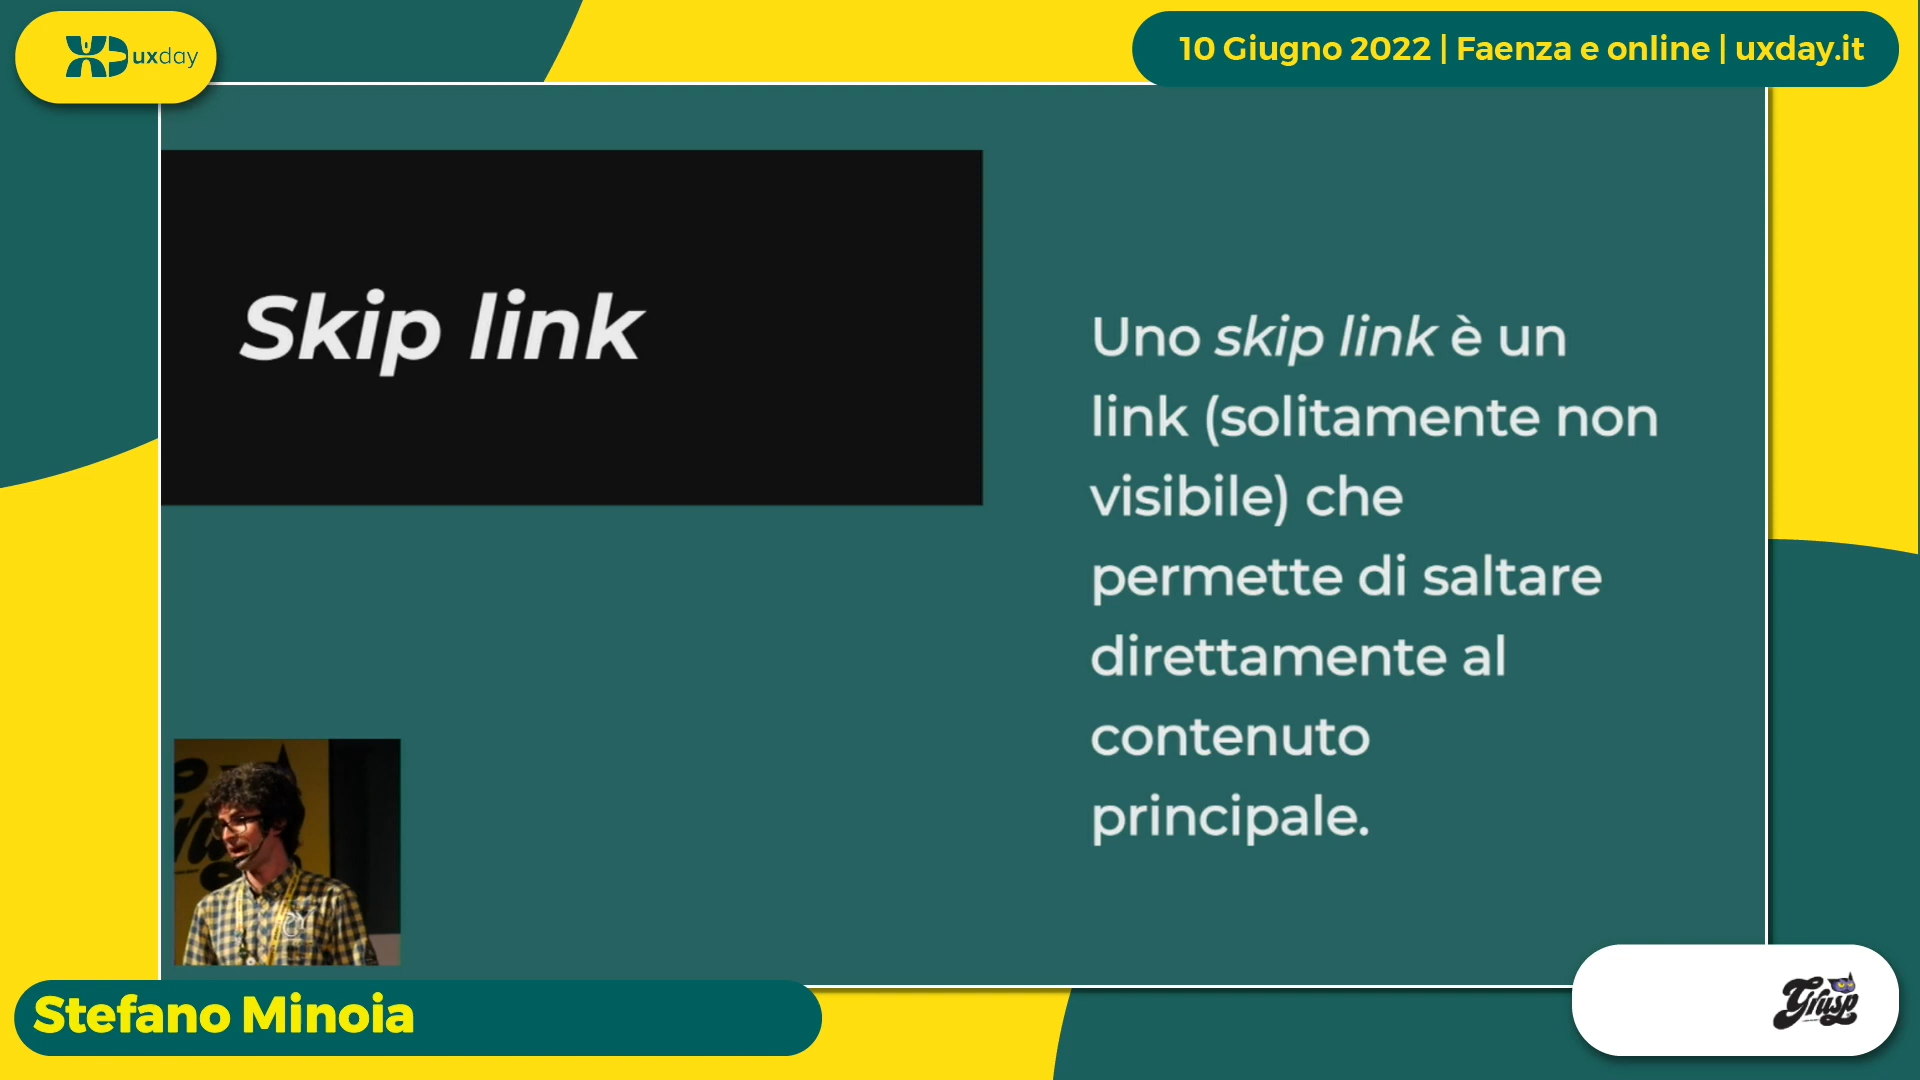 uxday
10 Giugno 2022 | Faenza e online | uxday.it
Skip link
Uno skip link è un
link (solitamente non
visibile) che
permette di saltare
direttamente al
contenuto
principale.
Stefano Minoia
Grusp